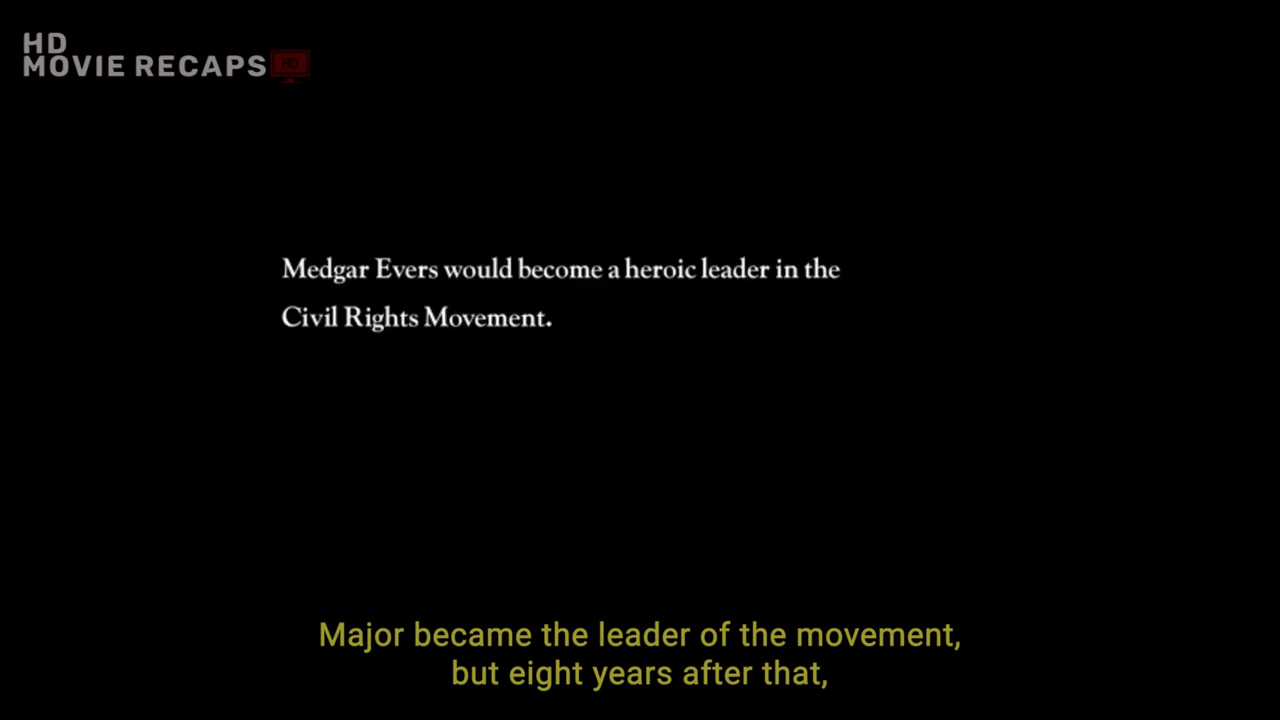 HD
MOVIE RECAPS HD
Medgar Evers would become a heroic leader in the
Civil Rights Movement.
Major became the leader of the movement,
but eight years after that,